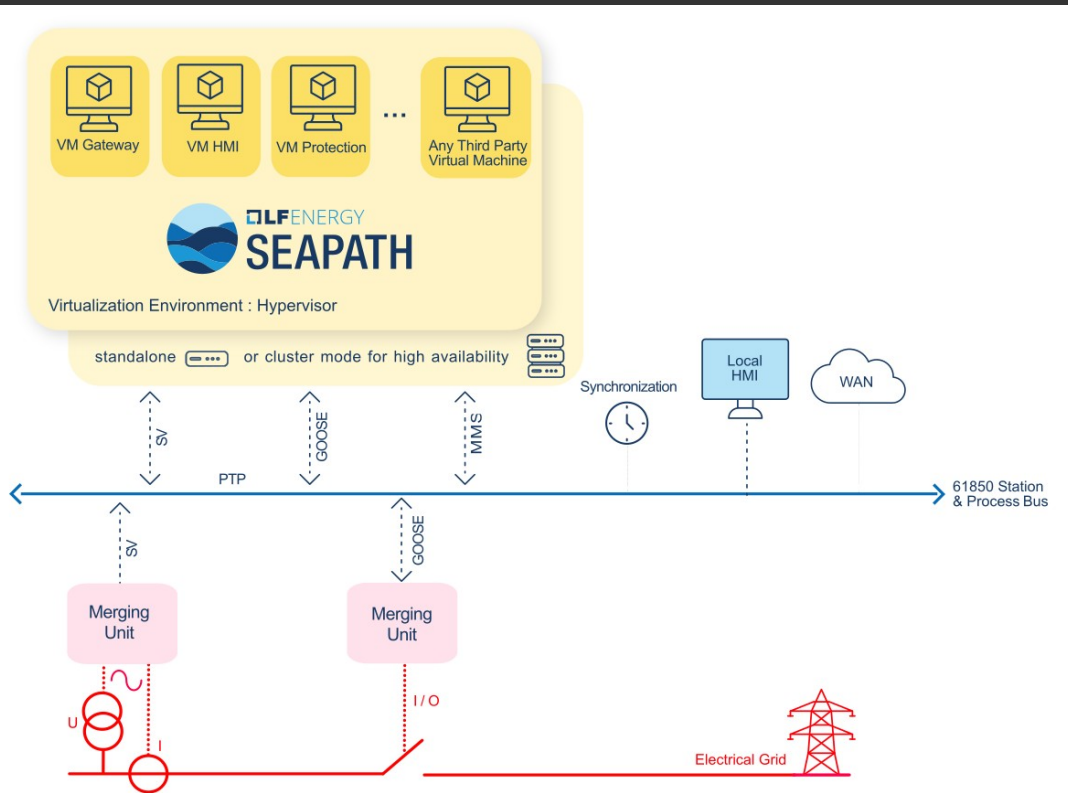 VM Gateway
VM HMI
VM Protection
...
Any Third Party
Virtual Machine
LFENERGY
SEAPATH
Virtualization Environment : Hypervisor
standalone
or cluster mode for high availability
Synchronization
Local
HMI
WAN
SV
GOOSE
MMS
PTP
61850 Station
& Process Bus
SV
GOOSE
Merging
Unit
Merging
Unit
U
I
I / O
Electrical Grid